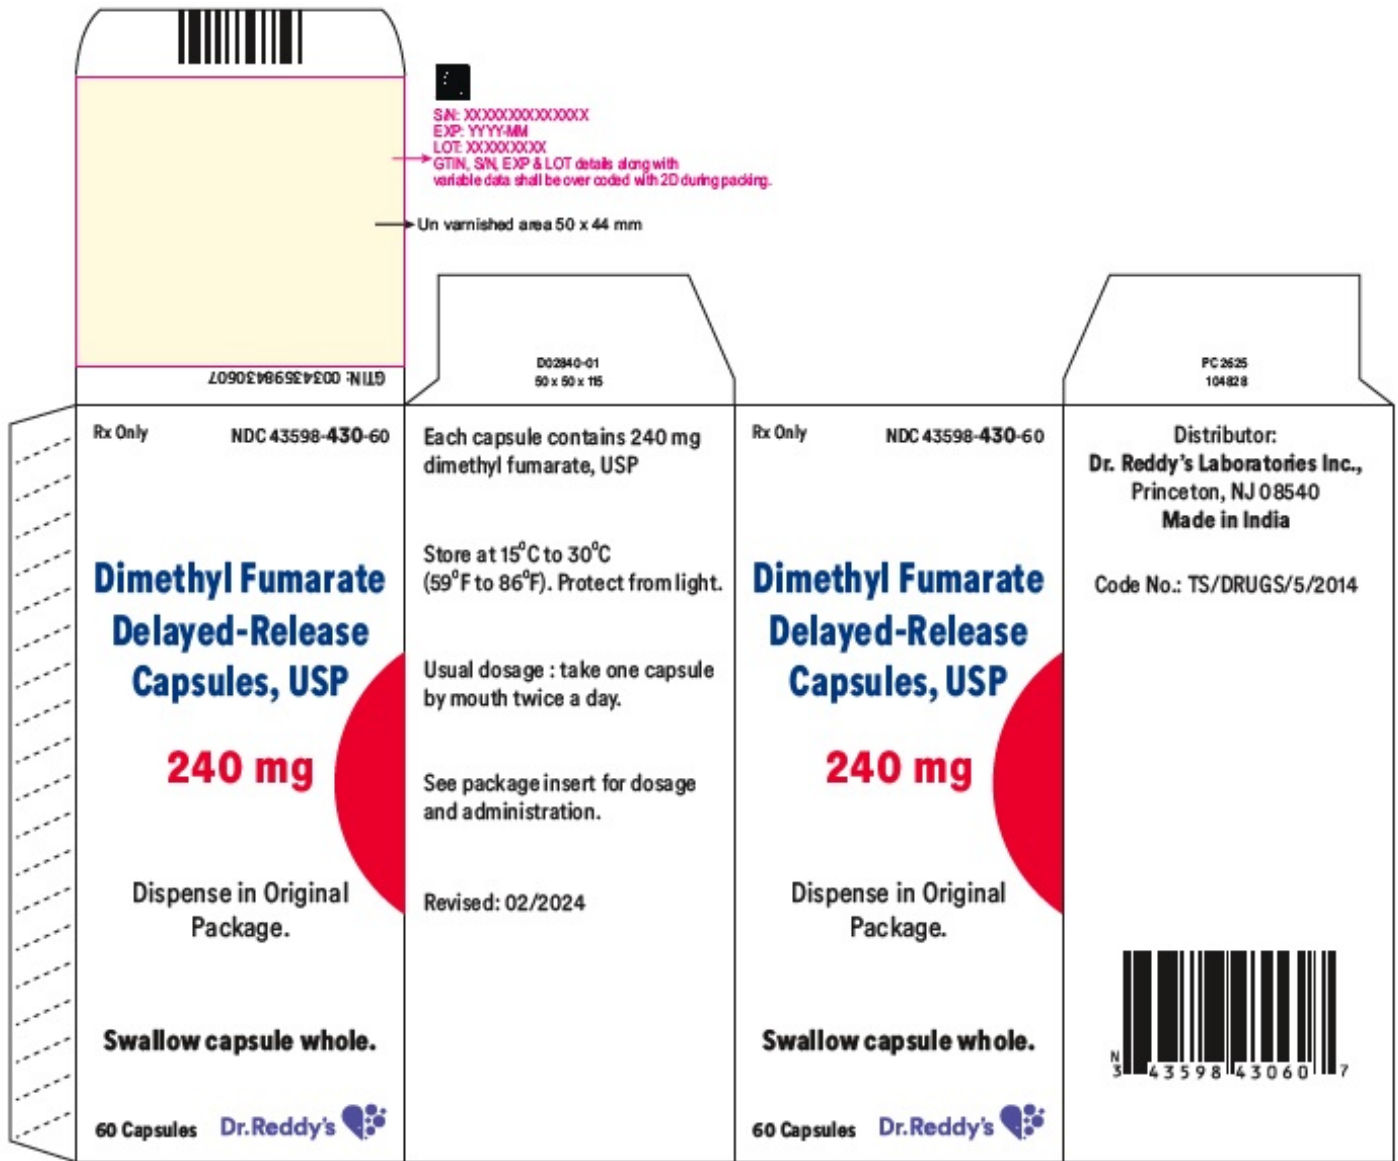 S/N: XXXXXXXXXXXXXX
EXP: YYYY-MM
LOT: XXXXXXXXX
GTIN, S/N, EXP & LOT details along with
variable data shall be over coded with 2D during packing.
Un varnished area 50 x 44 mm
GTIN: 00343598430607
D02840-01
50 x 50 x 115
PC 2625
104828
Rx Only
NDC 43598-430-60
Dimethyl Fumarate
Delayed-Release
Capsules, USP
240 mg
Dispense in Original
Package.
Swallow capsule whole.
60 Capsules
Dr.Reddy's
Each capsule contains 240 mg
dimethyl fumarate, USP
Store at 15°C to 30°C
(59°F to 86°F). Protect from light.
Usual dosage : take one capsule
by mouth twice a day.
See package insert for dosage
and administration.
Revised: 02/2024
Rx Only
NDC 43598-430-60
Dimethyl Fumarate
Delayed-Release
Capsules, USP
240 mg
Dispense in Original
Package.
Swallow capsule whole.
60 Capsules
Dr.Reddy's
Distributor:
Dr. Reddy's Laboratories Inc.,
Princeton, NJ 08540
Made in India
Code No.: TS/DRUGS/5/2014
N
3 43598 43060 7